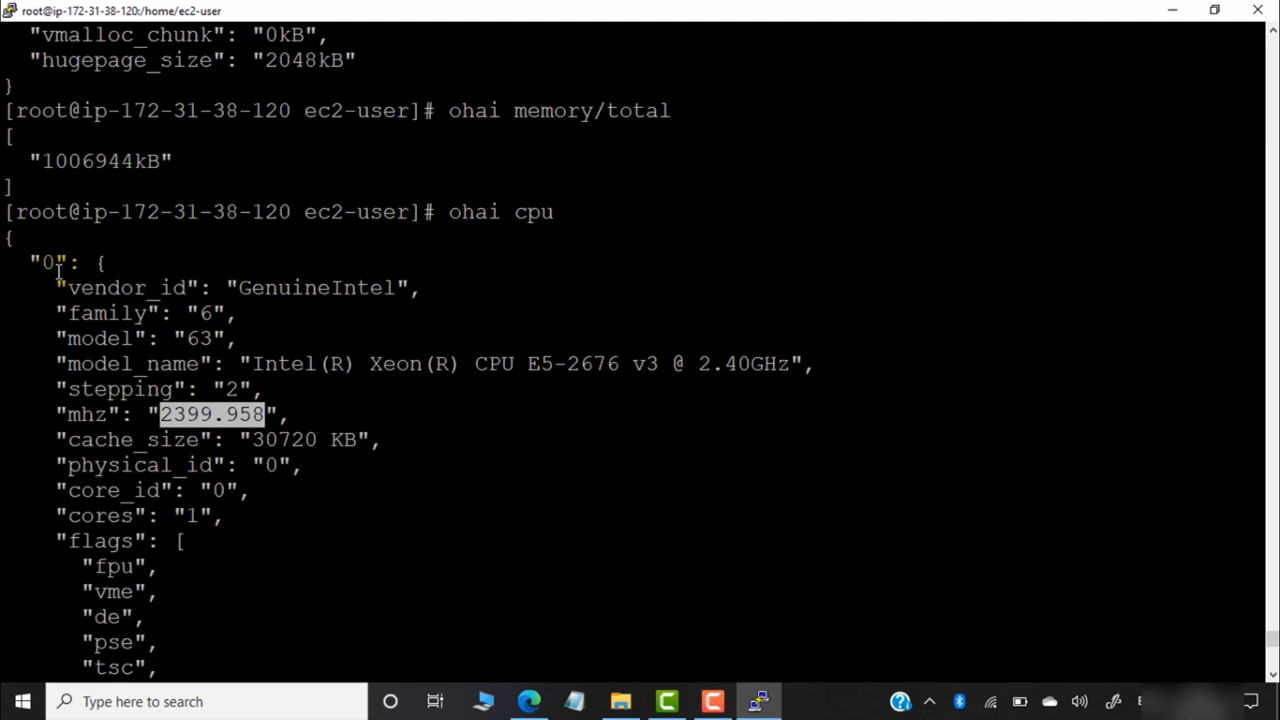 root@ip-172-31-38-120:/home/ec2-user
"vmalloc_chunk": "0kB",
"hugepage_size": "2048kB"
}
[root@ip-172-31-38-120 ec2-user]# ohai memory/total
[
"1006944kB"
]
[root@ip-172-31-38-120 ec2-user]# ohai cpu
{
"0": {
"vendor_id": "GenuineIntel",
"family": "6",
"model": "63",
"model_name": "Intel(R) Xeon(R) CPU E5-2676 v3 @ 2.40GHz",
"stepping": "2",
"mhz": "2399.958",
"cache_size": "30720 KB",
"physical_id": "0",
"core_id": "0",
"cores": "1",
"flags": [
"fpu",
"vme",
"de",
"pse",
"tsc",
Type here to search